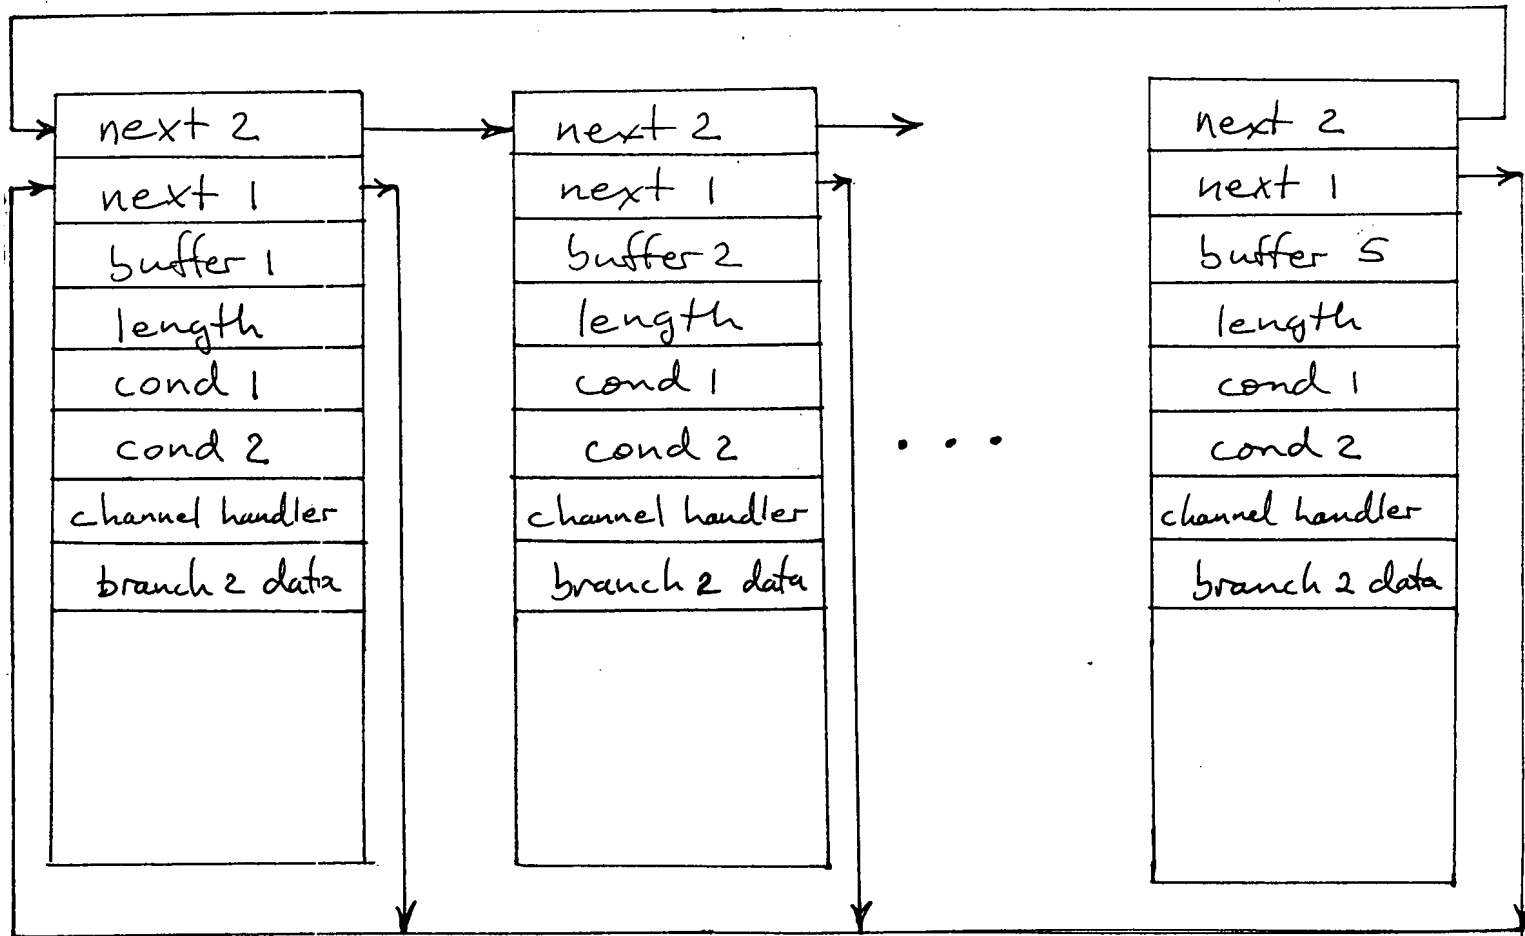 next 2
next 1
buffer 1
length
cond 1
cond 2
channel handler
branch 2 data
next 2
next 1
buffer 2
length
cond 1
cond 2
channel handler
branch 2 data
. . .
next 2
next 1
buffer 5
length
cond 1
cond 2
channel handler
branch 2 data